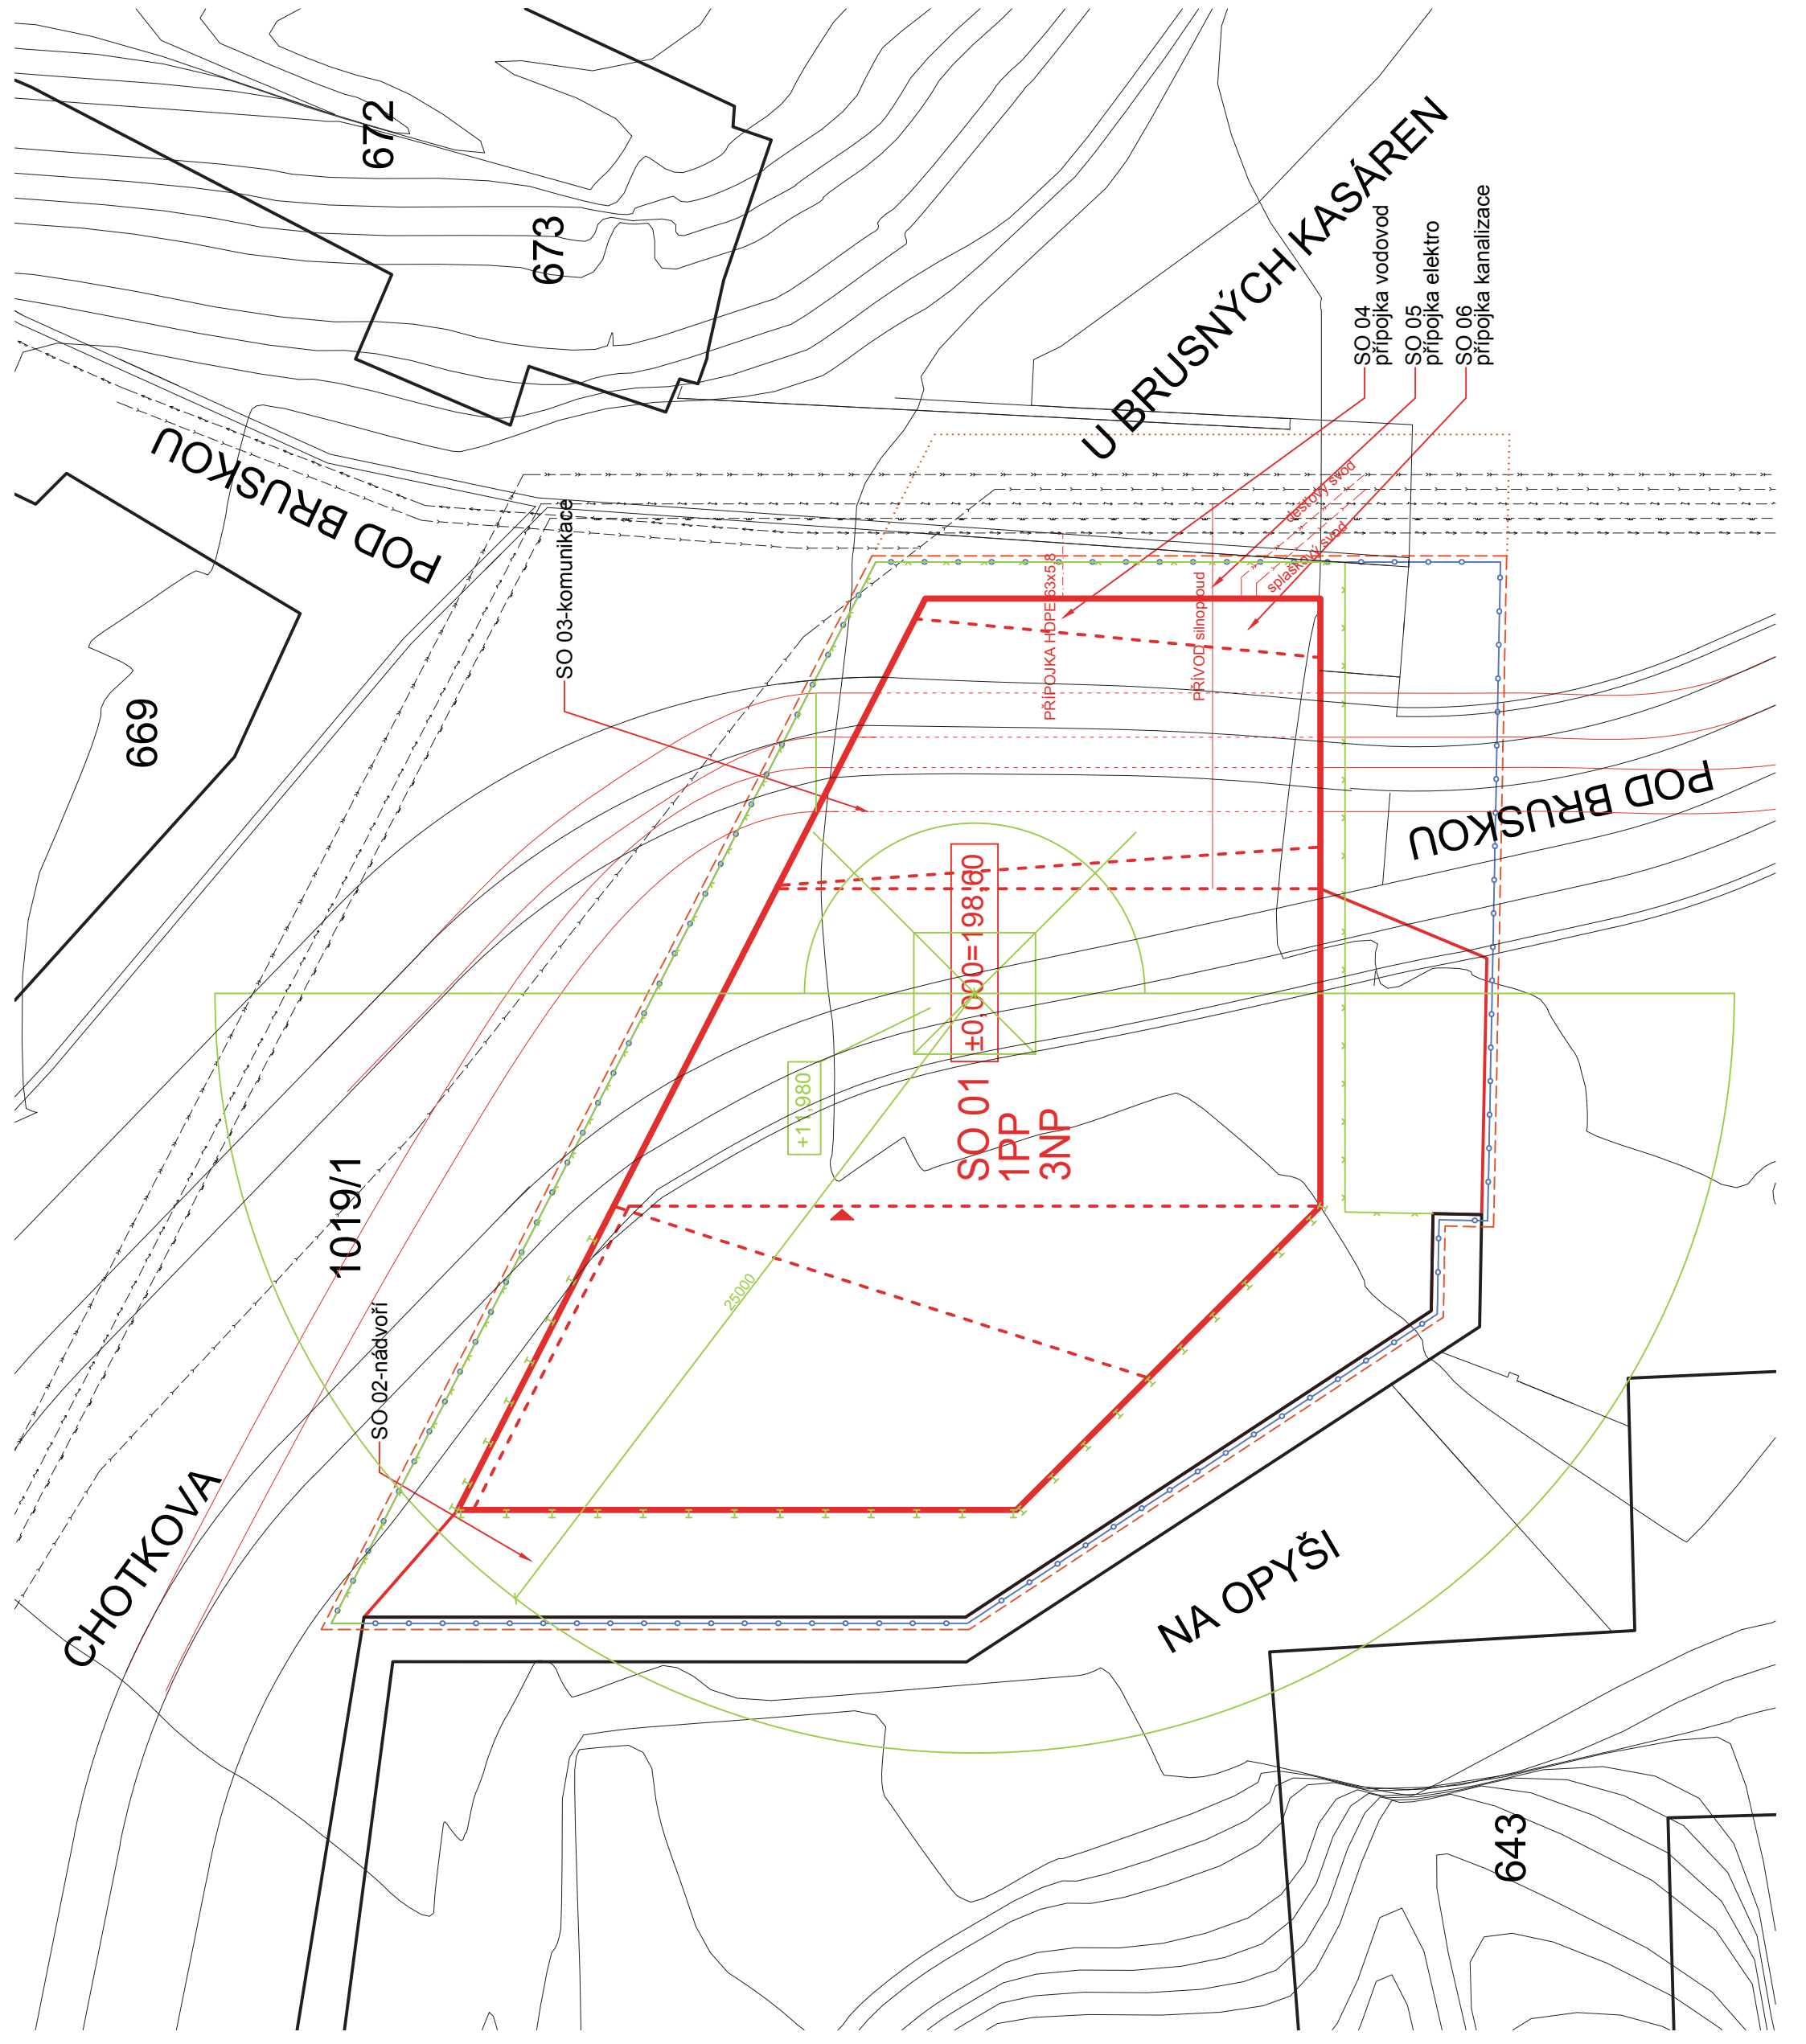 672
673
669
POD BRUSKOU
U BRUSNÝCH KASÁREN
SO 04
přípojka vodovod
SO 05
přípojka elektro
SO 06
přípojka kanalizace
SO 03-komunikace
dešťový svod
splaškový svod
PŘÍPOJKA HDPE 63x5,8
PŘÍVOD silnoproud
POD BRUSKOU
±0,000=198,60
+11,980
SO 01
1PP
3NP
1019/1
25000
SO 02-nádvoří
CHOTKOVA
NA OPYŠI
643